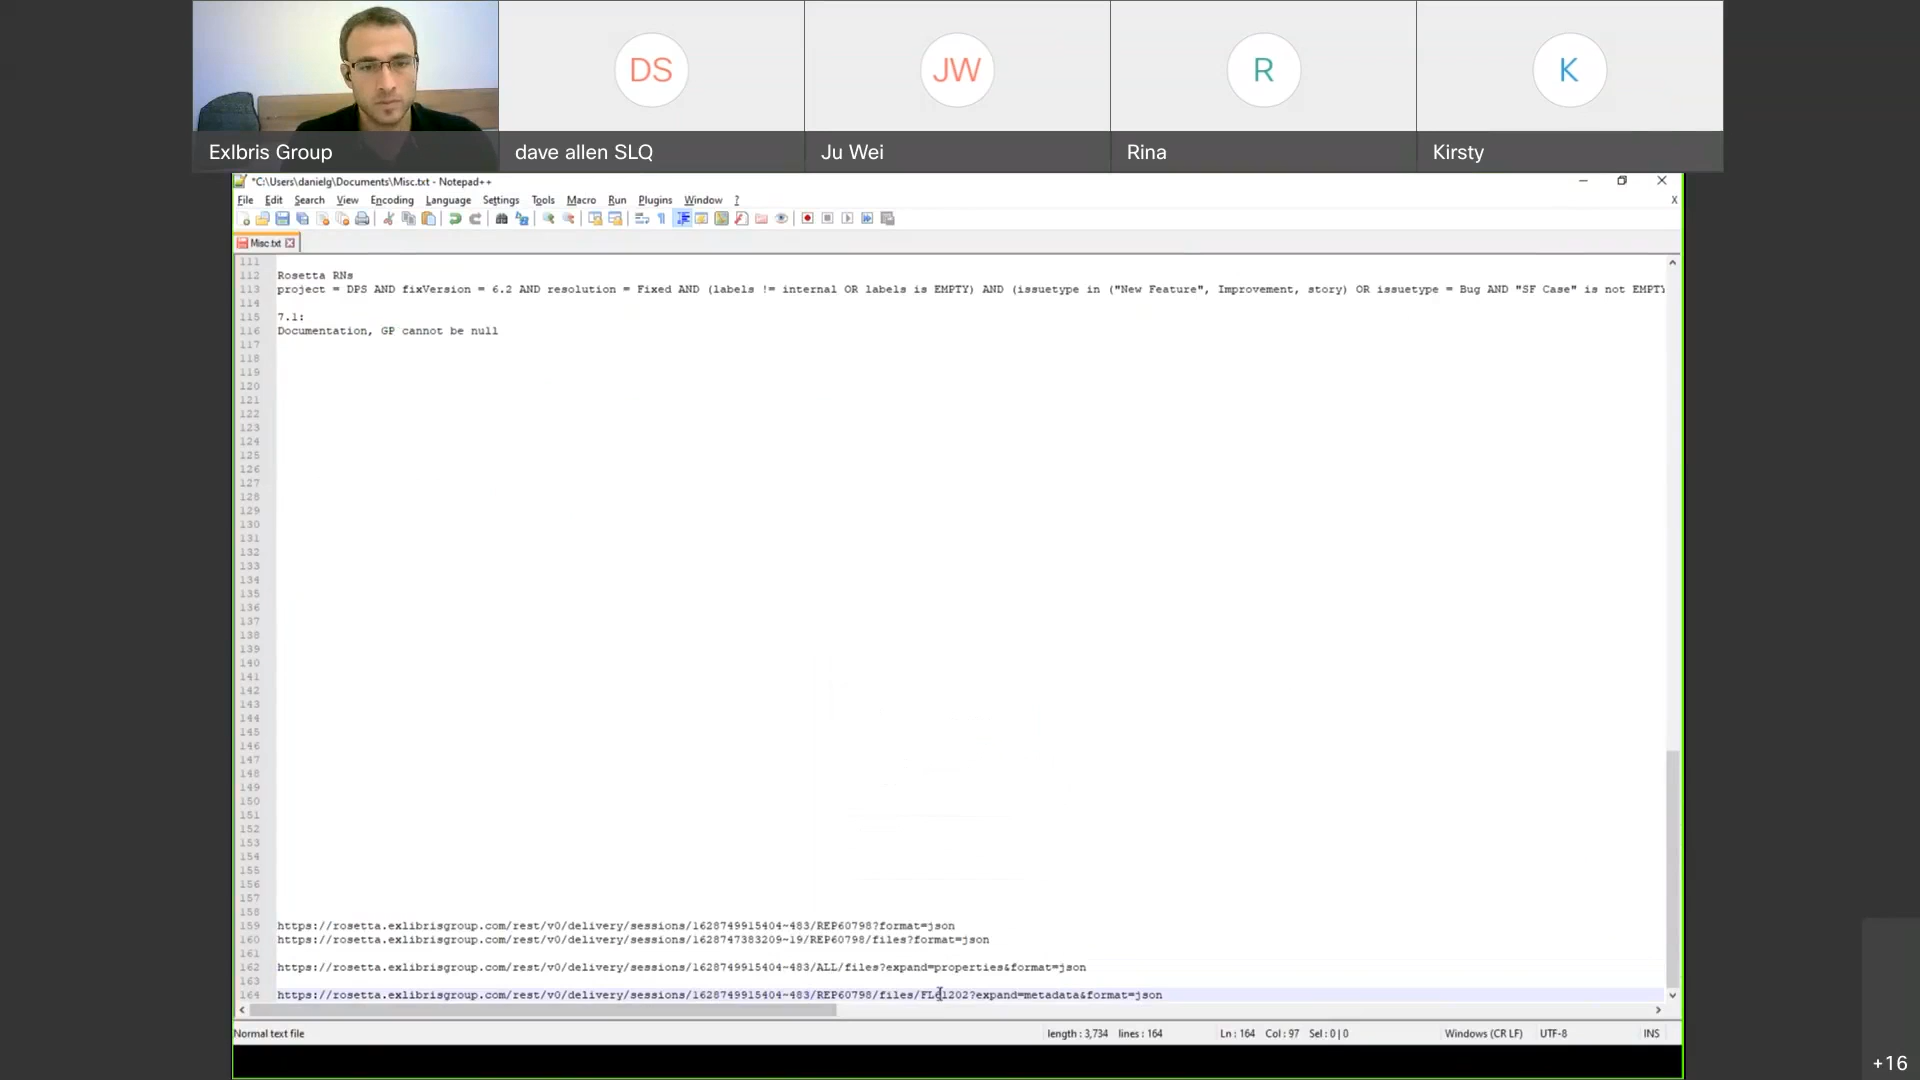 DS
JW
R
K
Exlbris Group
dave allen SLQ
Ju Wei
Rina
Kirsty
*C:\Users\danielg\Documents\Misc.txt - Notepad++
File Edit Search View Encoding Language Settings Tools Macro Run Plugins Window ?
X
Misc.txt
111
112 Rosetta RNs
113 project = DPS AND fixVersion = 6.2 AND resolution = Fixed AND (labels != internal OR labels is EMPTY) AND (issuetype in ("New Feature", Improvement, story) OR issuetype = Bug AND "SF Case" is not EMPTY
114
115 7.1:
116 Documentation, GP cannot be null
117
118
119
120
121
122
123
124
125
126
127
128
129
130
131
132
133
134
135
136
137
138
139
140
141
142
143
144
145
146
147
148
149
150
151
152
153
154
155
156
157
158
159 https://rosetta.exlibrisgroup.com/rest/v0/delivery/sessions/1628749915404~483/REP60798?format=json
160 https://rosetta.exlibrisgroup.com/rest/v0/delivery/sessions/1628747383209~19/REP60798/files?format=json
161
162 https://rosetta.exlibrisgroup.com/rest/v0/delivery/sessions/1628749915404~483/ALL/files?expand=properties&format=json
163
164 https://rosetta.exlibrisgroup.com/rest/v0/delivery/sessions/1628749915404~483/REP60798/files/FL61202?expand=metadata&format=json
Normal text file length : 3,734 lines : 164 Ln : 164 Col : 97 Sel : 0 | 0 Windows (CR LF) UTF-8 INS
+16